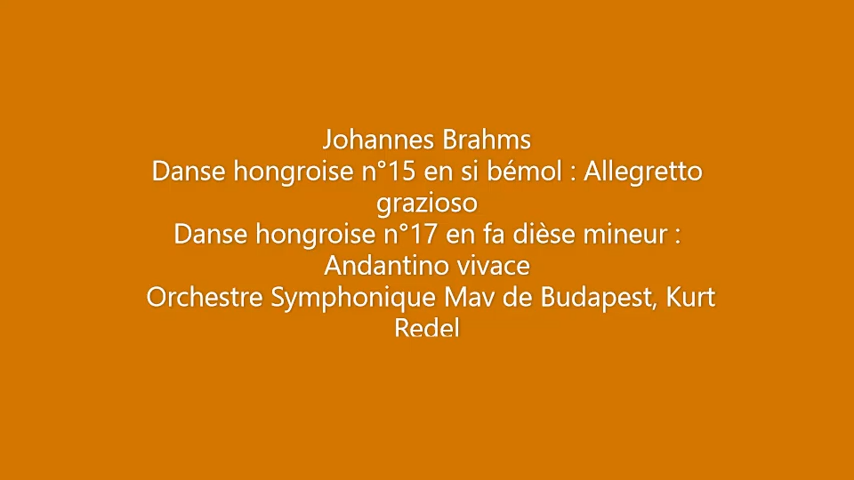 Johannes Brahms
Danse hongroise n°15 en si bémol : Allegretto
grazioso
Danse hongroise n°17 en fa dièse mineur :
Andantino vivace
Orchestre Symphonique Mav de Budapest, Kurt
Redel